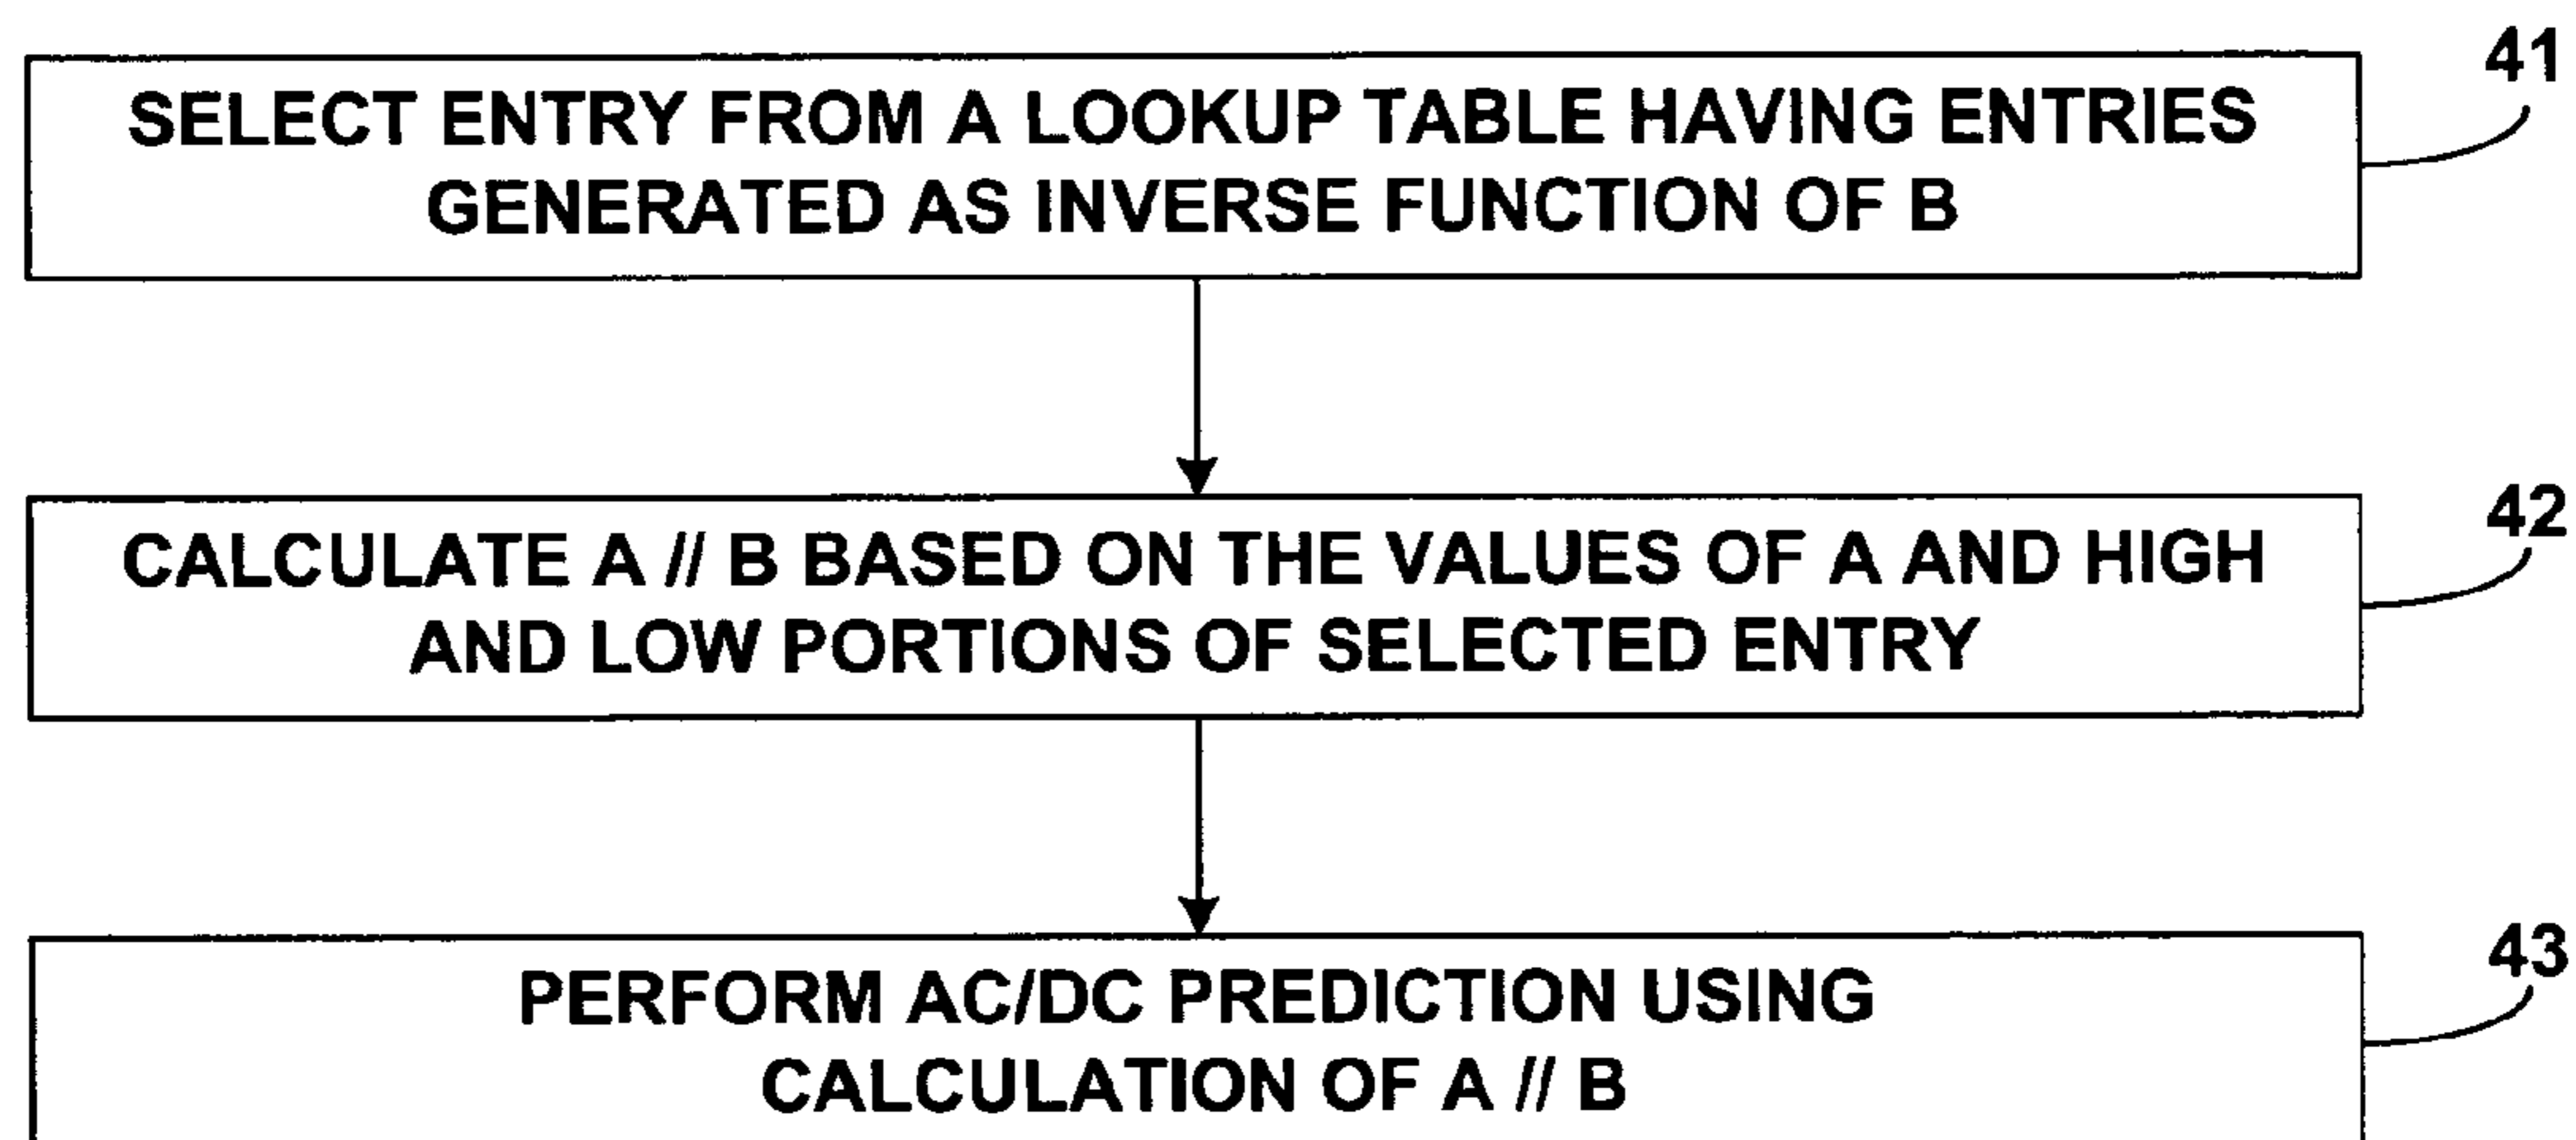 41
SELECT ENTRY FROM A LOOKUP TABLE HAVING ENTRIES
GENERATED AS INVERSE FUNCTION OF B
42
CALCULATE A // B BASED ON THE VALUES OF A AND HIGH
AND LOW PORTIONS OF SELECTED ENTRY
43
PERFORM AC/DC PREDICTION USING
CALCULATION OF A // B